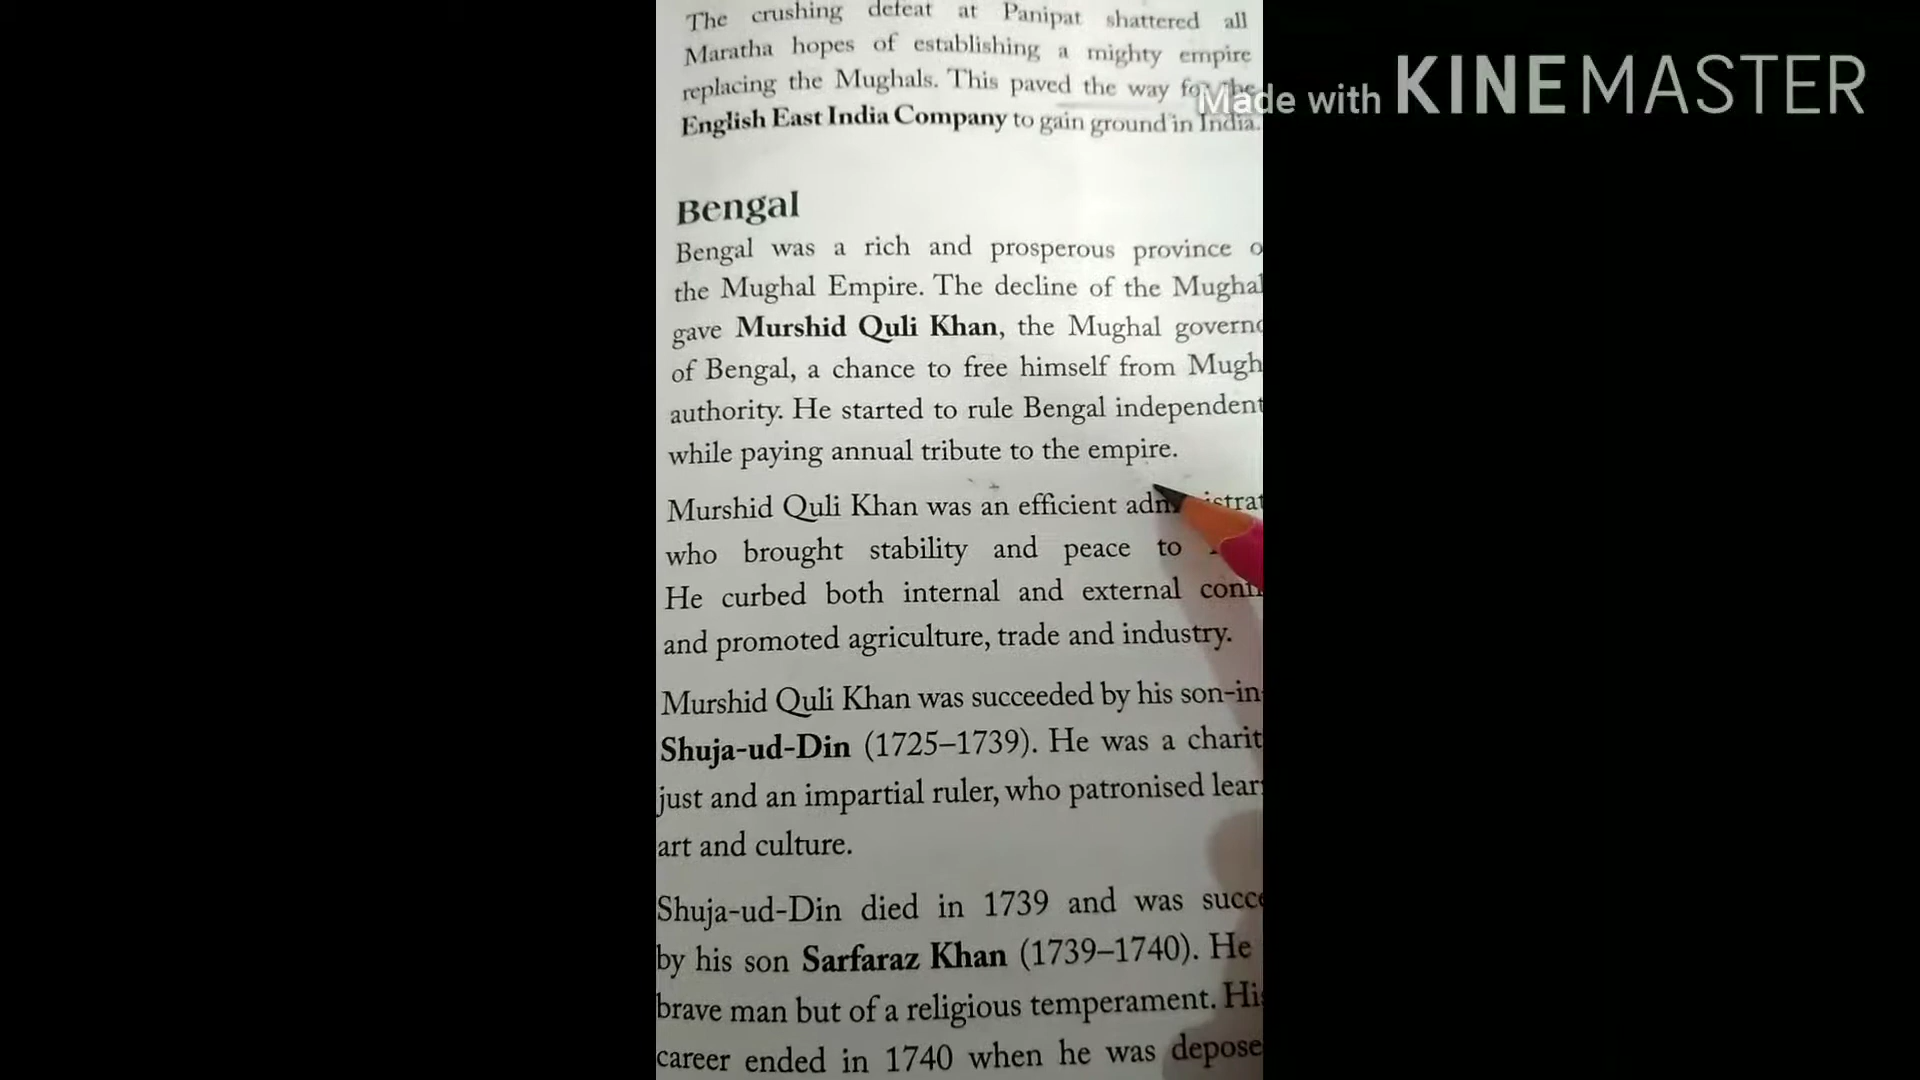 The crushing defeat at Panipat shattered all
Maratha hopes of establishing a mighty empire
replacing the Mughals. This paved the way for the
English East India Company to gain ground in India.
Made with KINEMASTER
Bengal
Bengal was a rich and prosperous province
the Mughal Empire. The decline of the Mughal
gave Murshid Quli Khan, the Mughal
of Bengal, a chance to free himself from
authority. He started to rule Bengal
while paying annual tribute to the empire.
Murshid Quli Khan was an efficient
who brought stability and peace to
He curbed both internal and external
and promoted agriculture, trade and industry.
Murshid Quli Khan was succeeded by his son-in
Shuja-ud-Din (1725–1739). He was a
just and an impartial ruler, who patronised
art and culture.
Shuja-ud-Din died in 1739 and was
by his son Sarfaraz Khan (1739–1740). He
brave man but of a religious temperament.
career ended in 1740 when he was